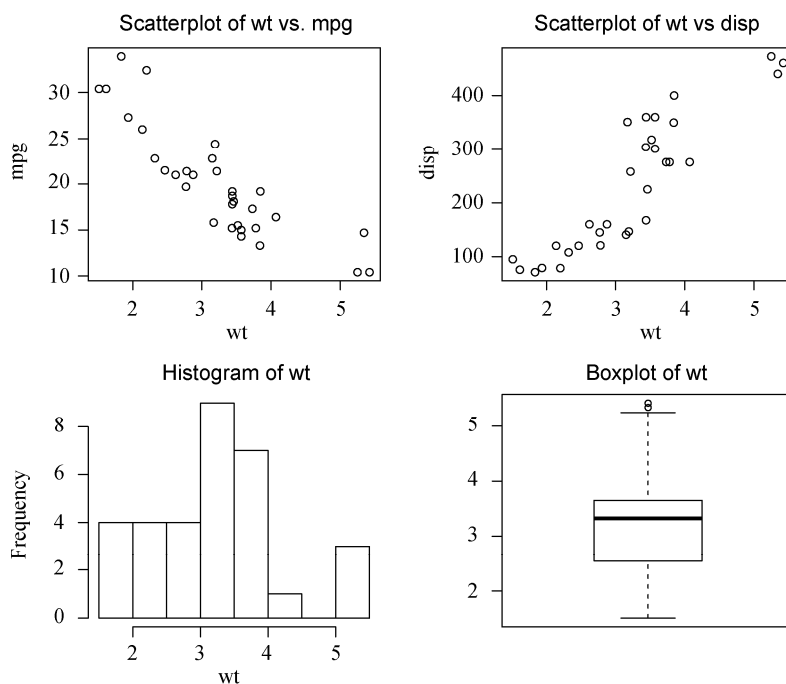 Scatterplot of wt vs. mpg
mpg
30
25
20
15
10
2 3 4 5
wt
Scatterplot of wt vs disp
disp
400
300
200
100
2 3 4 5
wt
Histogram of wt
Frequency
8
6
4
2
0
2 3 4 5
wt
Boxplot of wt
5
4
3
2